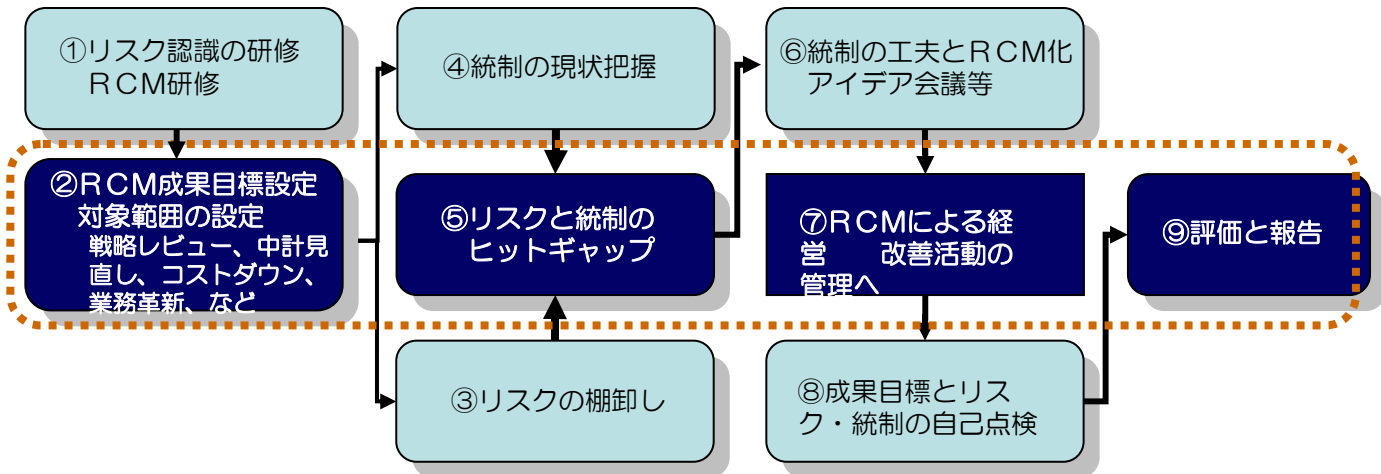 ①リスク認識の研修
RCM研修
②RCM成果目標設定
対象範囲の設定
戦略レビュー、中計見
直し、コストダウン、
業務革新、など
③リスクの棚卸し
④統制の現状把握
⑤リスクと統制の
ヒットギャップ
⑥統制の工夫とRCM化
アイデア会議等
⑦RCMによる経
営　　改善活動の
管理へ
⑧成果目標とリス
ク・統制の自己点検
⑨評価と報告